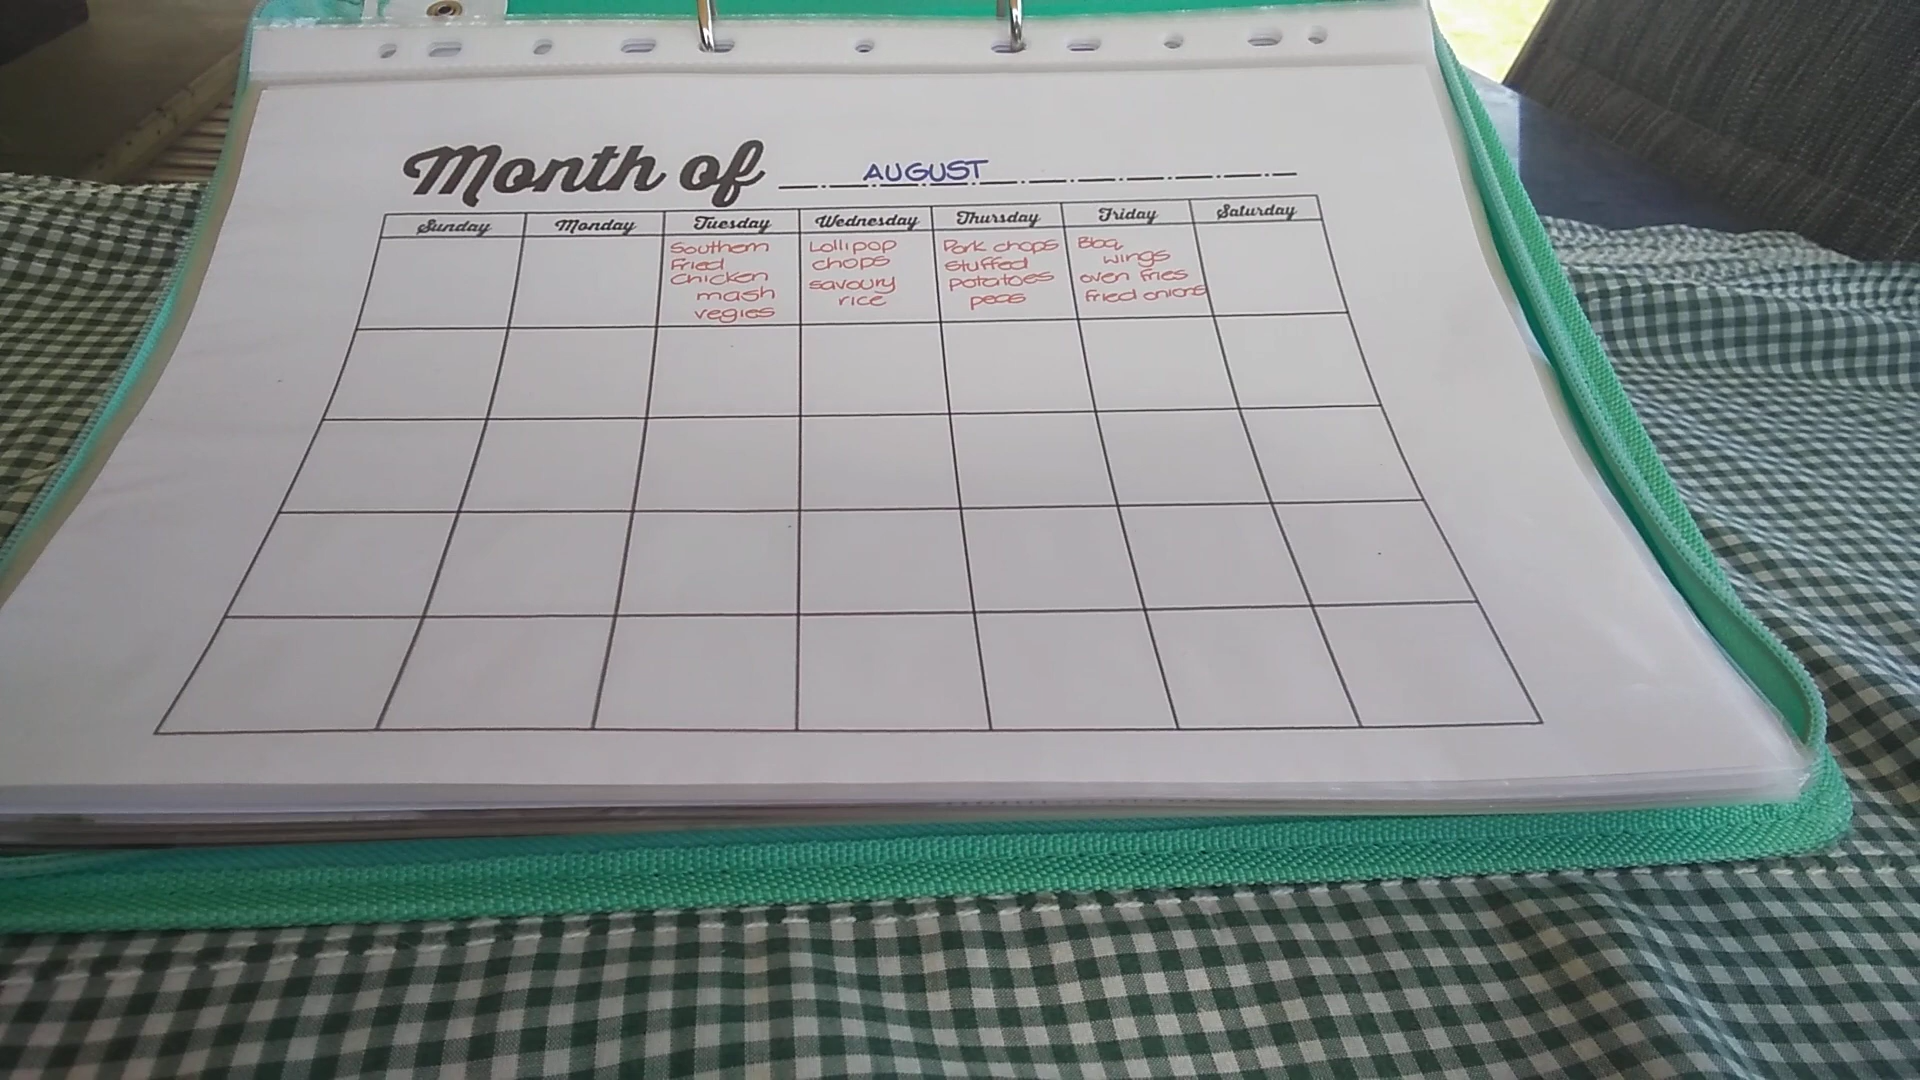 Month of AUGUST
Sunday Monday Tuesday Wednesday Thursday Friday Saturday
Southern
Fried
Chicken
mash
vegies
Lollipop
chops
savoury
rice
Pork chops
stuffed
potatoes
peas
Bbq
wings
oven fries
fried onions